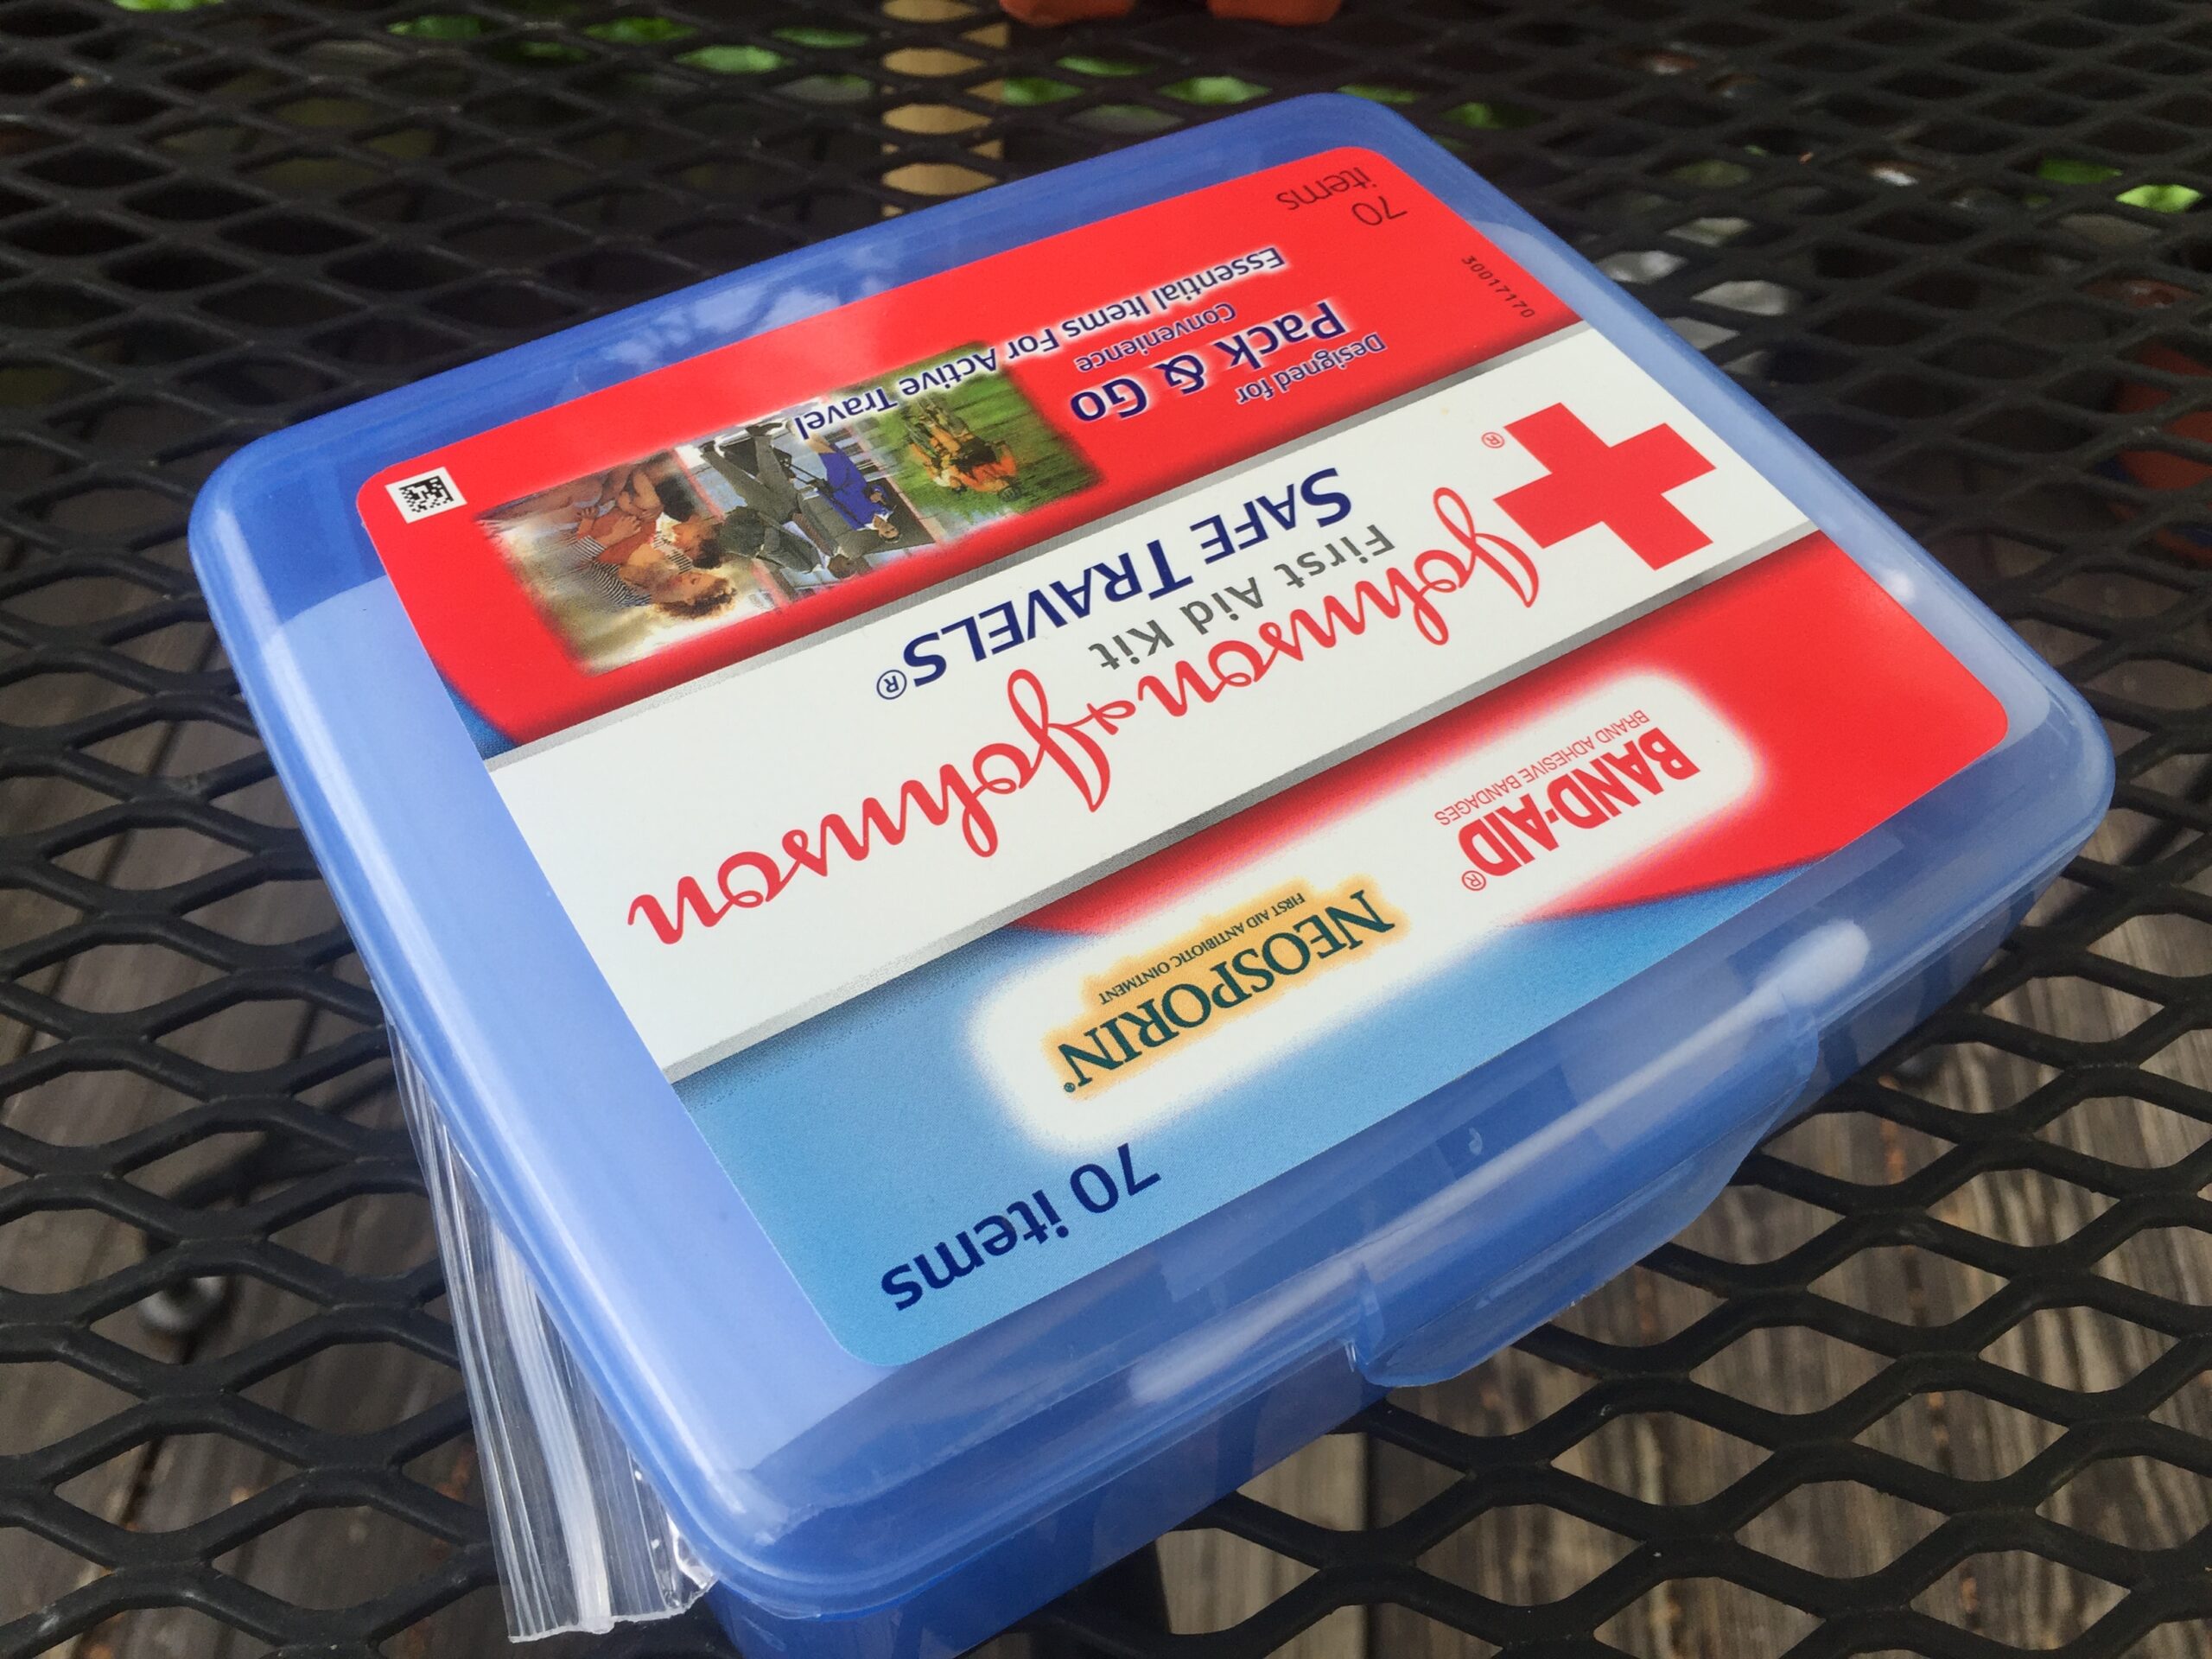 70 items
NEOSPORIN®
FIRST AID ANTIBIOTIC OINTMENT
BAND-AID®
BRAND ADHESIVE BANDAGES
Johnson & Johnson
First Aid Kit
SAFE TRAVELS®
®
Designed for
Pack & Go
Convenience
Essential Items For Active Travel
70
items
30017170